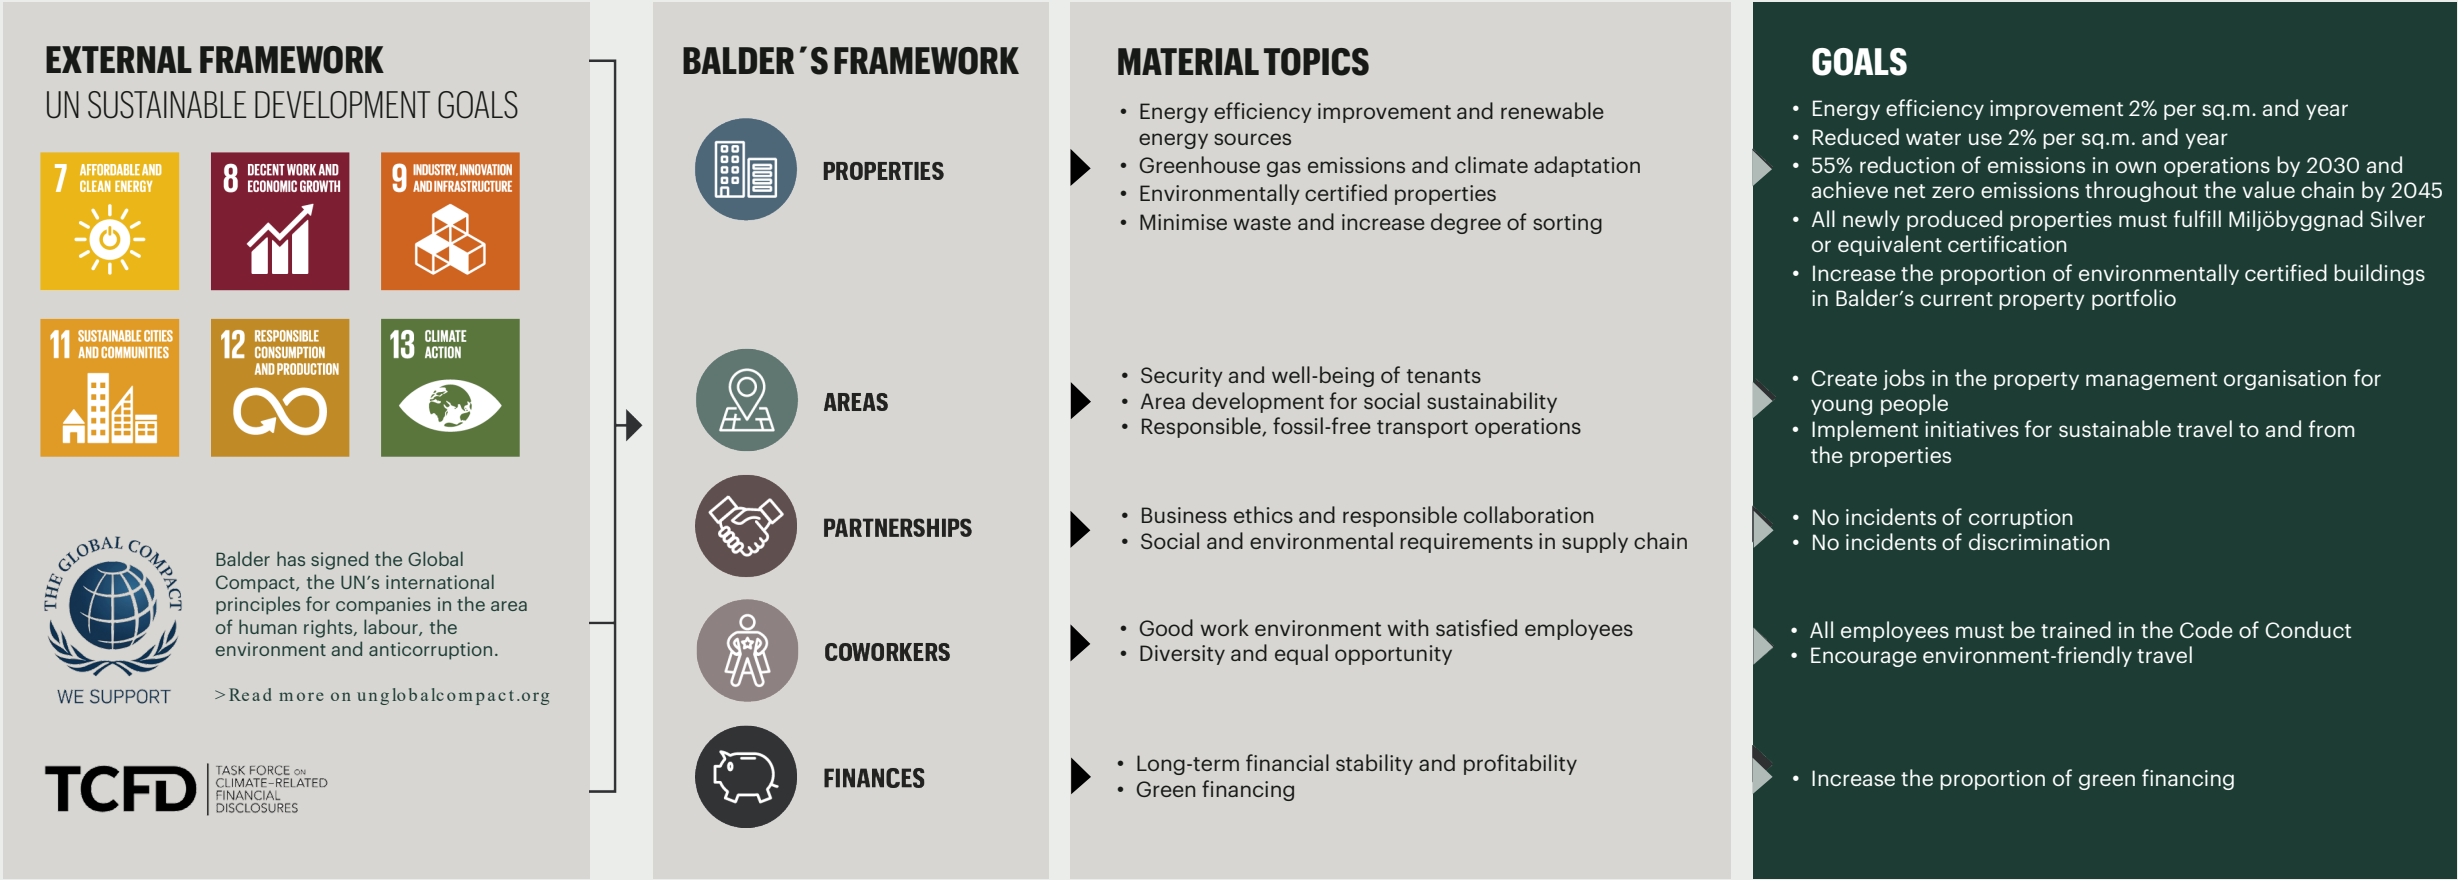 EXTERNAL FRAMEWORK
UN SUSTAINABLE DEVELOPMENT GOALS
7 AFFORDABLE AND
CLEAN ENERGY
8 DECENT WORK AND
ECONOMIC GROWTH
9 INDUSTRY, INNOVATION
AND INFRASTRUCTURE
11 SUSTAINABLE CITIES
AND COMMUNITIES
12 RESPONSIBLE
CONSUMPTION
AND PRODUCTION
13 CLIMATE
ACTION
THE GLOBAL COMPACT
WE SUPPORT
Balder has signed the Global
Compact, the UN’s international
principles for companies in the area
of human rights, labour, the
environment and anticorruption.
>Read more on unglobalcompact.org
TCFD
TASK FORCE ON
CLIMATE-RELATED
FINANCIAL
DISCLOSURES
BALDER´S FRAMEWORK
PROPERTIES
AREAS
PARTNERSHIPS
COWORKERS
FINANCES
MATERIAL TOPICS
• Energy efficiency improvement and renewable
energy sources
• Greenhouse gas emissions and climate adaptation
• Environmentally certified properties
• Minimise waste and increase degree of sorting
• Security and well-being of tenants
• Area development for social sustainability
• Responsible, fossil-free transport operations
• Business ethics and responsible collaboration
• Social and environmental requirements in supply chain
• Good work environment with satisfied employees
• Diversity and equal opportunity
• Long-term financial stability and profitability
• Green financing
GOALS
• Energy efficiency improvement 2% per sq.m. and year
• Reduced water use 2% per sq.m. and year
• 55% reduction of emissions in own operations by 2030 and
achieve net zero emissions throughout the value chain by 2045
• All newly produced properties must fulfill Miljöbyggnad Silver
or equivalent certification
• Increase the proportion of environmentally certified buildings
in Balder’s current property portfolio
• Create jobs in the property management organisation for
young people
• Implement initiatives for sustainable travel to and from
the properties
• No incidents of corruption
• No incidents of discrimination
• All employees must be trained in the Code of Conduct
• Encourage environment-friendly travel
• Increase the proportion of green financing